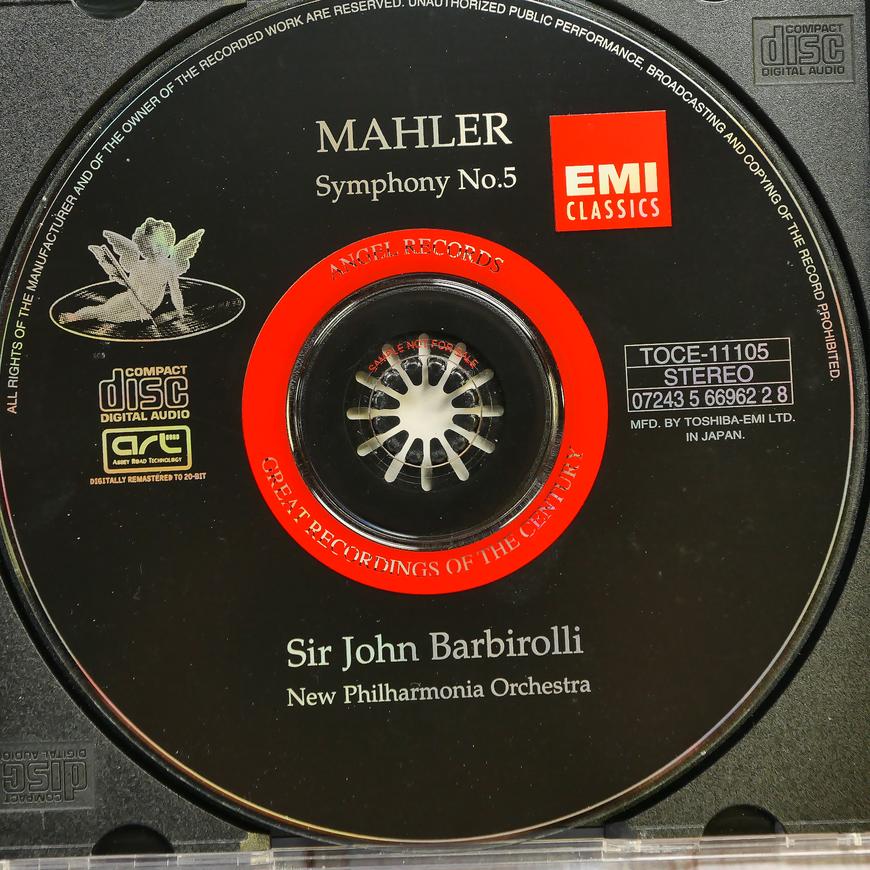 ALL RIGHTS OF THE MANUFACTURER AND OF THE OWNER OF THE RECORDED WORK ARE RESERVED. UNAUTHORIZED PUBLIC PERFORMANCE, BROADCASTING AND COPYING OF THE RECORD PROHIBITED.
COMPACT
disc
DIGITAL AUDIO
MAHLER
Symphony No.5
EMI
CLASSICS
ANGEL RECORDS
SAMPLE NOT FOR SALE
TOCE-11105
STEREO
07243 5 66962 2 8
MFD. BY TOSHIBA-EMI LTD.
IN JAPAN.
COMPACT
disc
DIGITAL AUDIO
art
ABBEY ROAD TECHNOLOGY
DIGITALLY REMASTERED TO 20-BIT
GREAT RECORDINGS OF THE CENTURY
Sir John Barbirolli
New Philharmonia Orchestra
COMPACT
disc
DIGITAL AUDIO